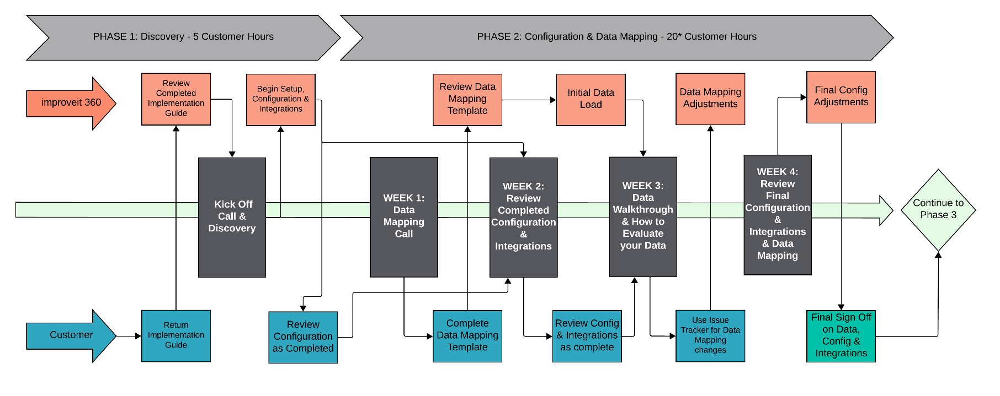 PHASE 1: Discovery - 5 Customer Hours
PHASE 2: Configuration & Data Mapping - 20* Customer Hours
improveit 360
Review
Completed
Implementation
Guide
Begin Setup,
Configuration &
Integrations
Review Data
Mapping
Template
Initial Data
Load
Data Mapping
Adjustments
Final Config
Adjustments
Kick Off
Call &
Discovery
WEEK 1:
Data
Mapping
Call
WEEK 2:
Review
Completed
Configuration
&
Integrations
WEEK 3:
Data
Walkthrough
& How to
Evaluate
your Data
WEEK 4:
Review
Final
Configuration
&
Integrations
& Data
Mapping
Continue to
Phase 3
Customer
Return
Implementation
Guide
Review
Configuration
as Completed
Complete
Data Mapping
Template
Review Config
& Integrations
as complete
Use Issue
Tracker for Data
Mapping
changes
Final Sign Off
on Data,
Config &
Integrations